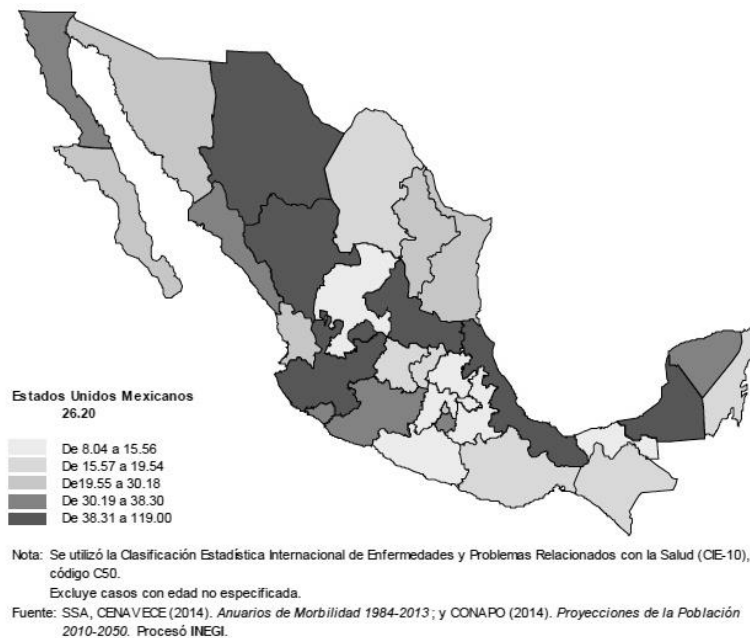 Estados Unidos Mexicanos
26.20
De 8.04 a 15.56
De 15.57 a 19.54
De19.55 a 30.18
De 30.19 a 38.30
De 38.31 a 119.00
Nota: Se utilizó la Clasificación Estadística Internacional de Enfermedades y Problemas Relacionados con la Salud (CIE-10),
código C50.
Excluye casos con edad no especificada.
Fuente: SSA, CENAVECE (2014). Anuarios de Morbilidad 1984-2013; y CONAPO (2014). Proyecciones de la Población
2010-2050. Procesó INEGI.